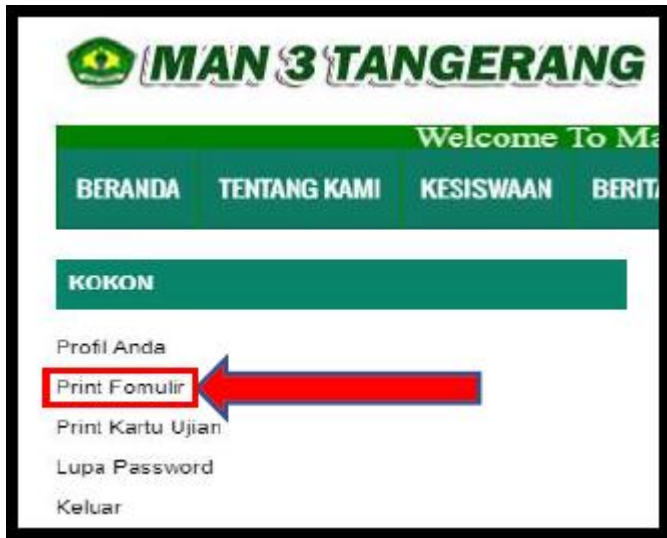 MAN 3 TANGERANG
Welcome To Ma
BERANDA TENTANG KAMI KESISWAAN BERITA
KOKON
Profil Anda
Print Fomulir
Print Kartu Ujian
Lupa Password
Keluar